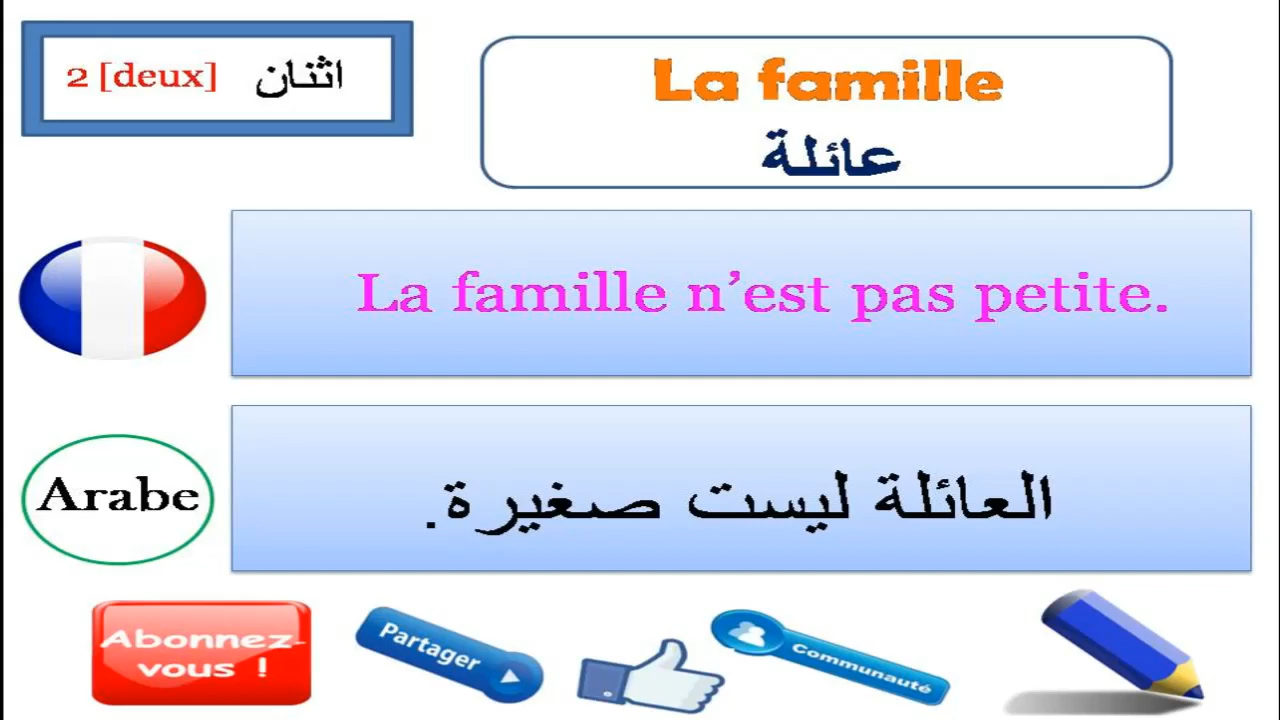 2 [deux] اثنان
La famille
عائلة
La famille n’est pas petite.
Arabe
العائلة ليست صغيرة.
Abonnez-
vous !
Partager
Communauté